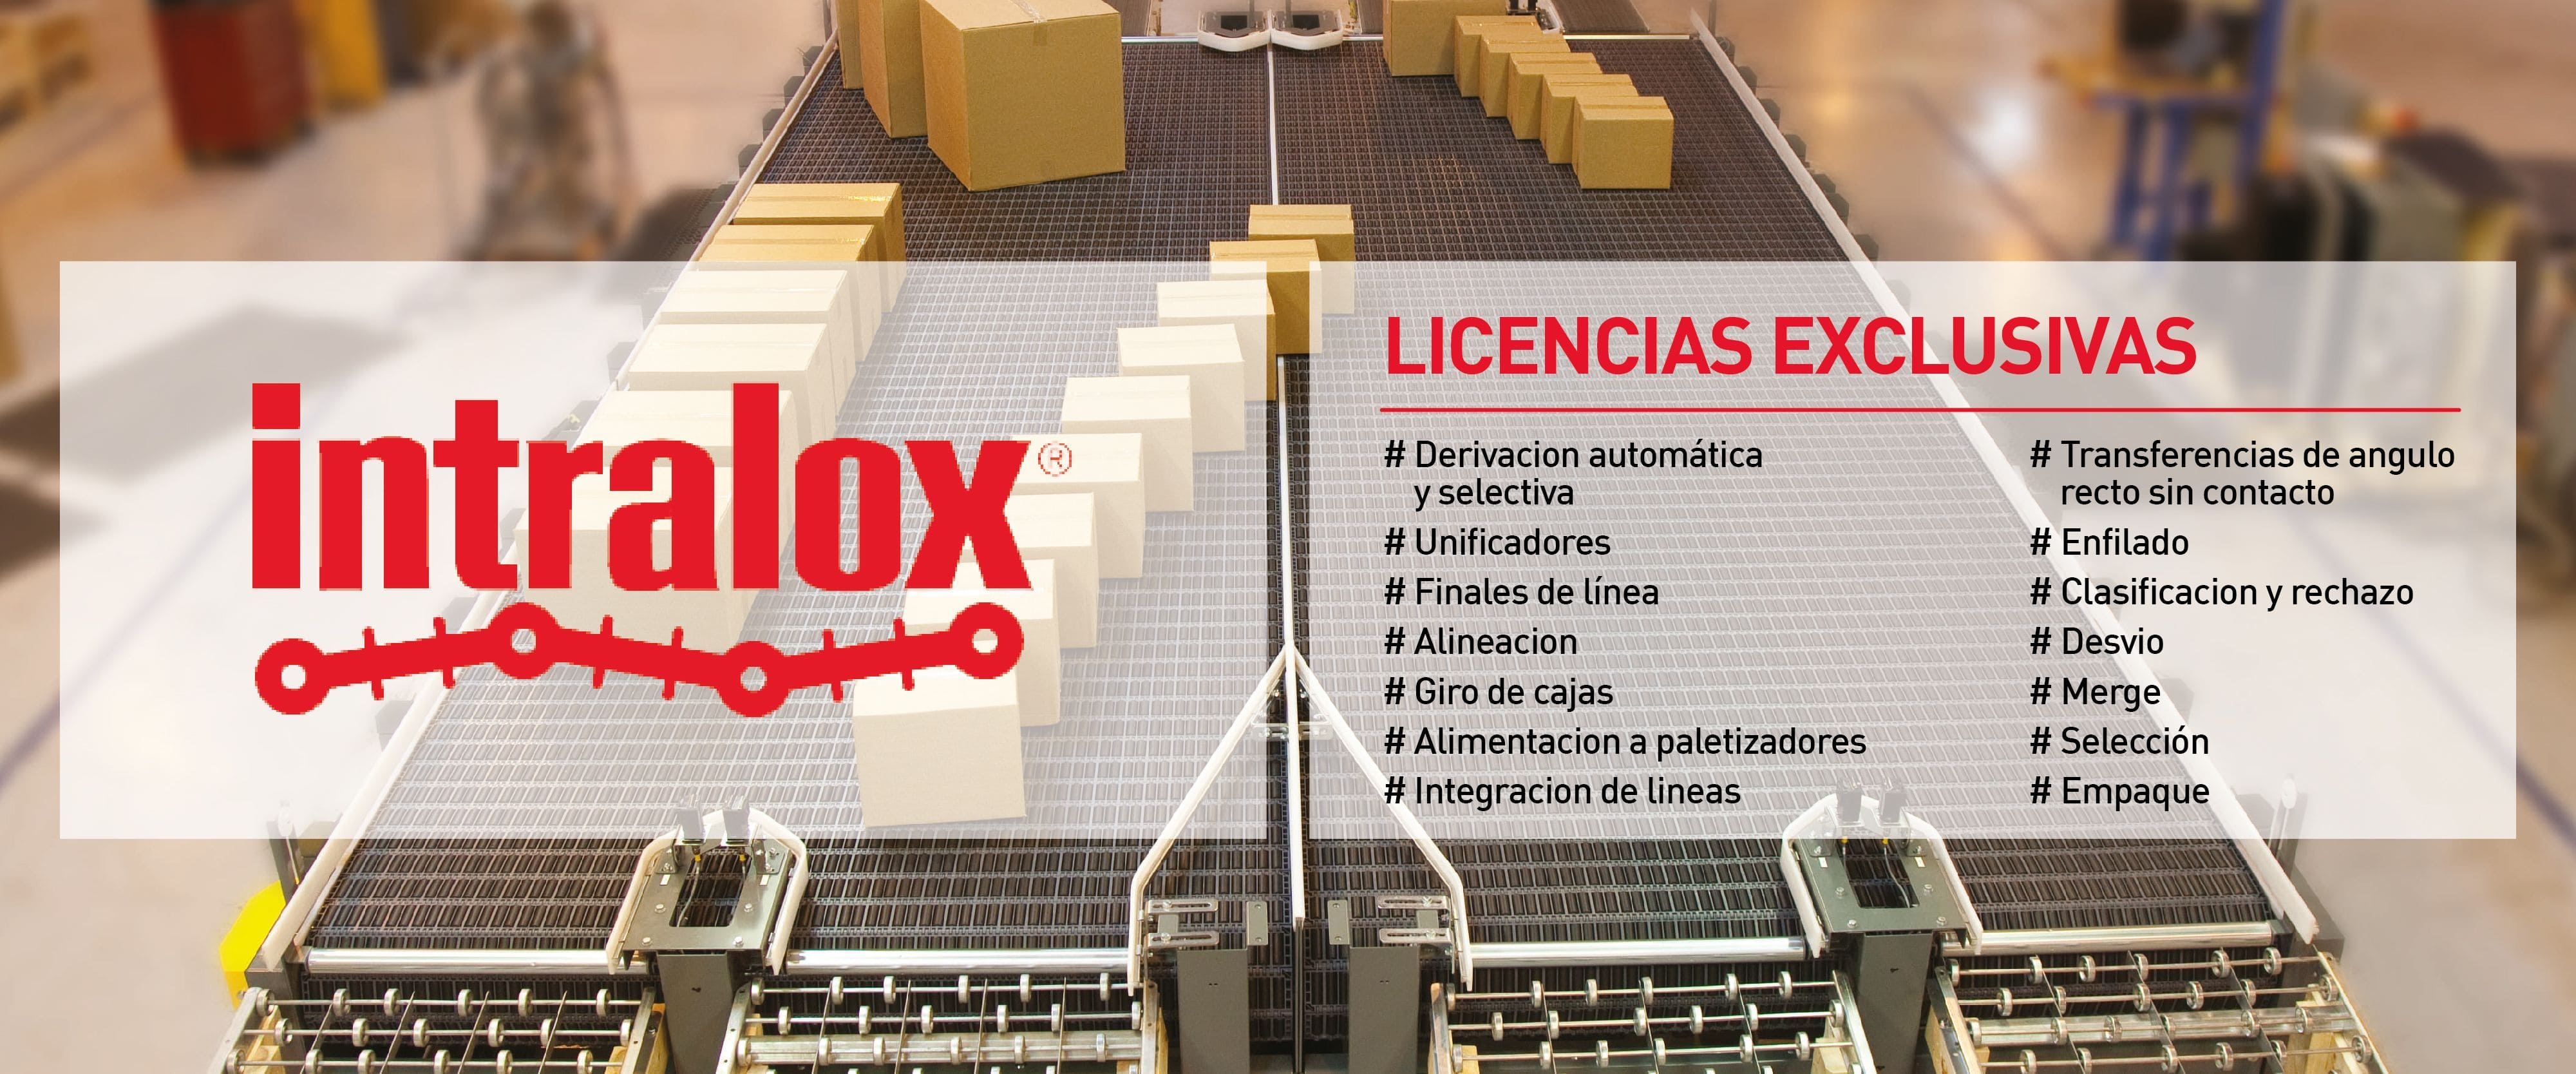 intralox®
LICENCIAS EXCLUSIVAS
# Derivacion automática
y selectiva
# Unificadores
# Finales de línea
# Alineacion
# Giro de cajas
# Alimentacion a paletizadores
# Integracion de lineas
# Transferencias de angulo
recto sin contacto
# Enfilado
# Clasificacion y rechazo
# Desvio
# Merge
# Selección
# Empaque